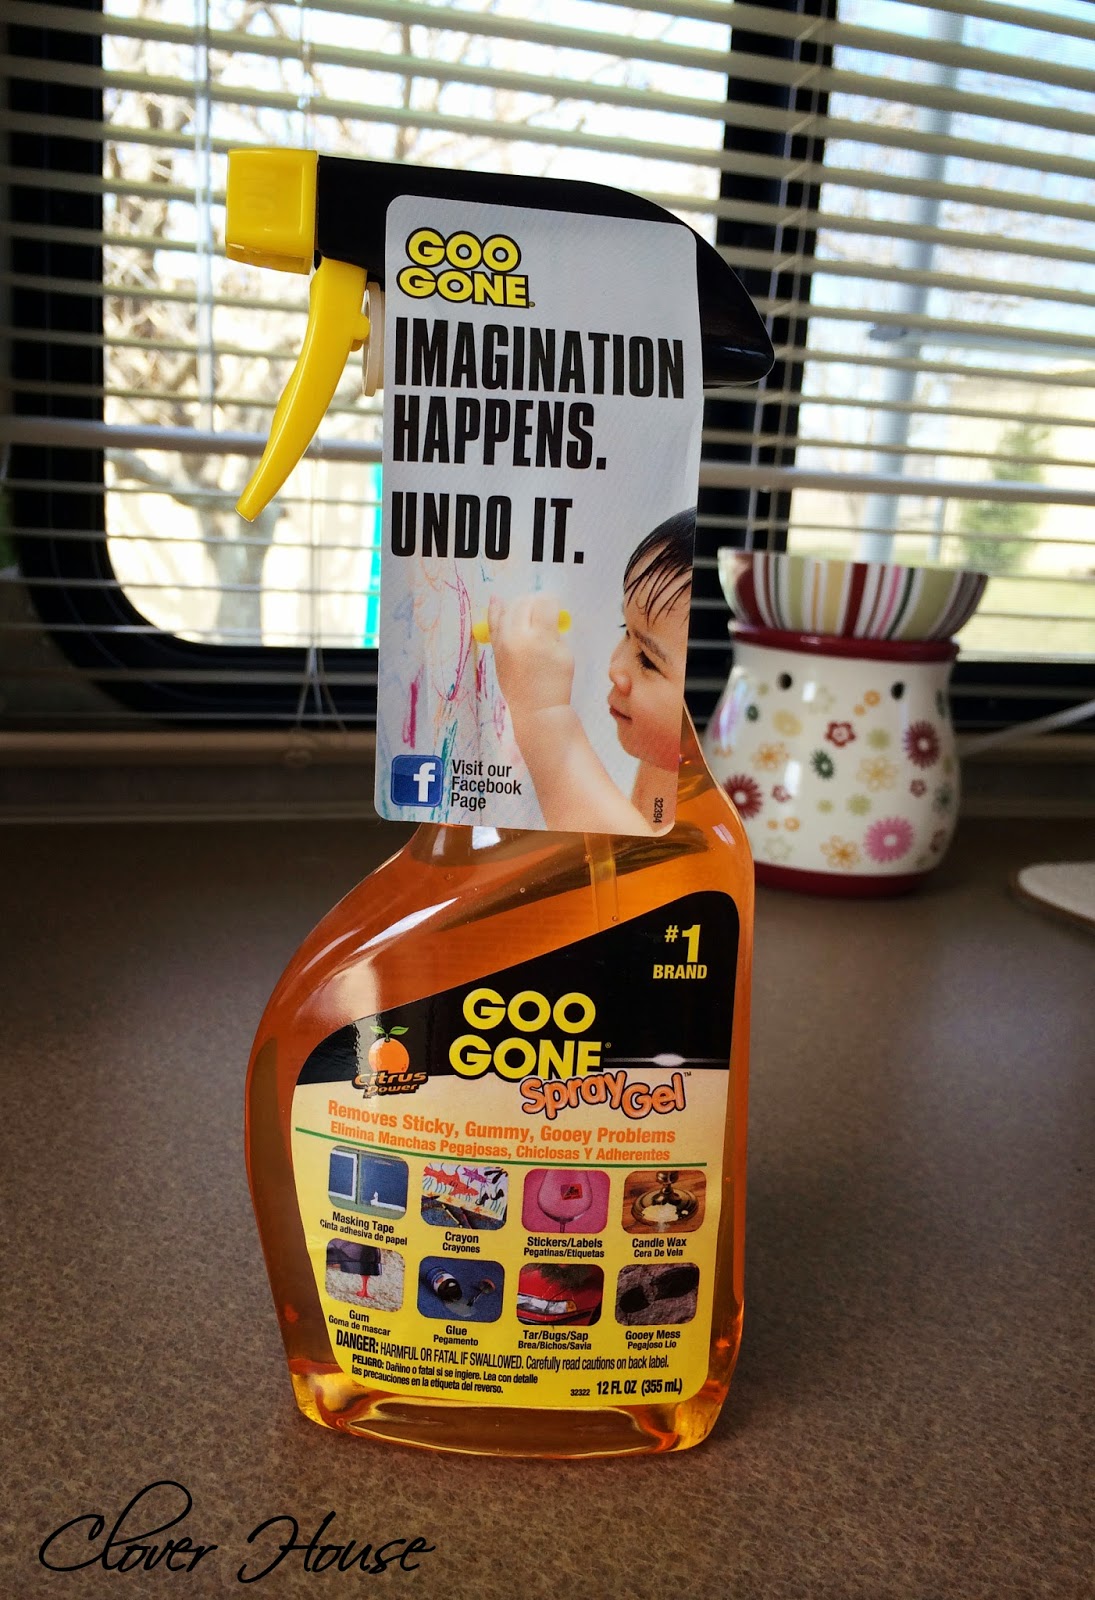 GOO
GONE
IMAGINATION
HAPPENS.
UNDO IT.
f
Visit our
Facebook
Page
32394
#1
BRAND
GOO
GONE
SprayGel™
Citrus
Power
Removes Sticky, Gummy, Gooey Problems
Elimina Manchas Pegajosas, Chiclosas Y Adherentes
Masking Tape
Cinta adhesiva de papel
Crayon
Crayones
Stickers/Labels
Pegatinas/Etiquetas
Candle Wax
Cera De Vela
Gum
Goma de mascar
Glue
Pegamento
Tar/Bugs/Sap
Brea/Bichos/Savia
Gooey Mess
Pegajoso Lio
DANGER: HARMFUL OR FATAL IF SWALLOWED. Carefully read cautions on back label.
PELIGRO: Dañino o fatal si se ingiere. Lea con detalle
las precauciones en la etiqueta del reverso.
32322 12 FL OZ (355 mL)
Clover House